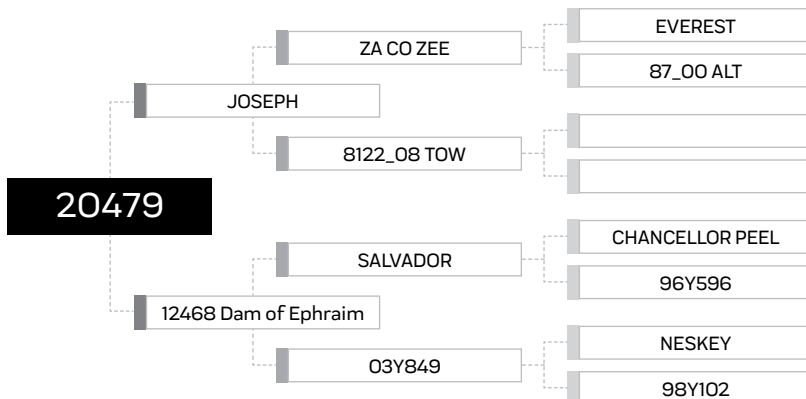 EVEREST
ZA CO ZEE
87_00 ALT
JOSEPH
8122_08 TOW
20479
CHANCELLOR PEEL
SALVADOR
96Y596
12468 Dam of Ephraim
NESKEY
03Y849
98Y102